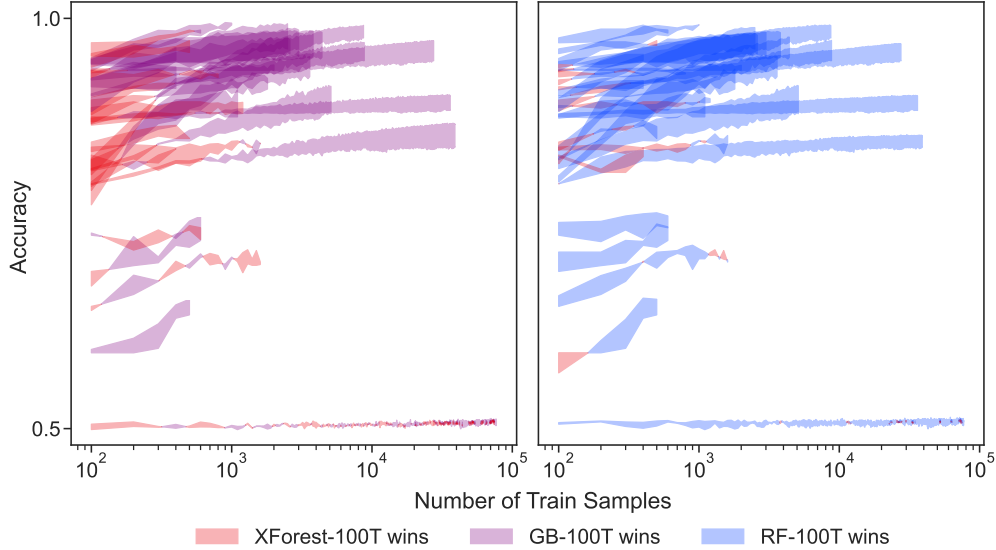 1.0
0.5
Accuracy
10^2
10^3
10^4
10^5
10^2
10^3
10^4
10^5
Number of Train Samples
XForest-100T wins
GB-100T wins
RF-100T wins